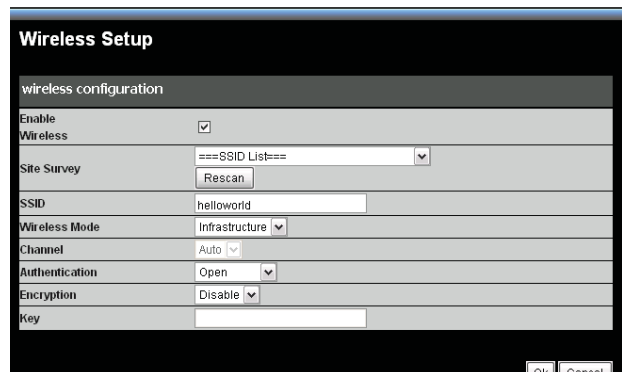 Wireless Setup
wireless configuration
Enable
Wireless
Site Survey
===SSID List===
Rescan
SSID
helloworld
Wireless Mode
Infrastructure
Channel
Auto
Authentication
Open
Encryption
Disable
Key
Ok
Cancel